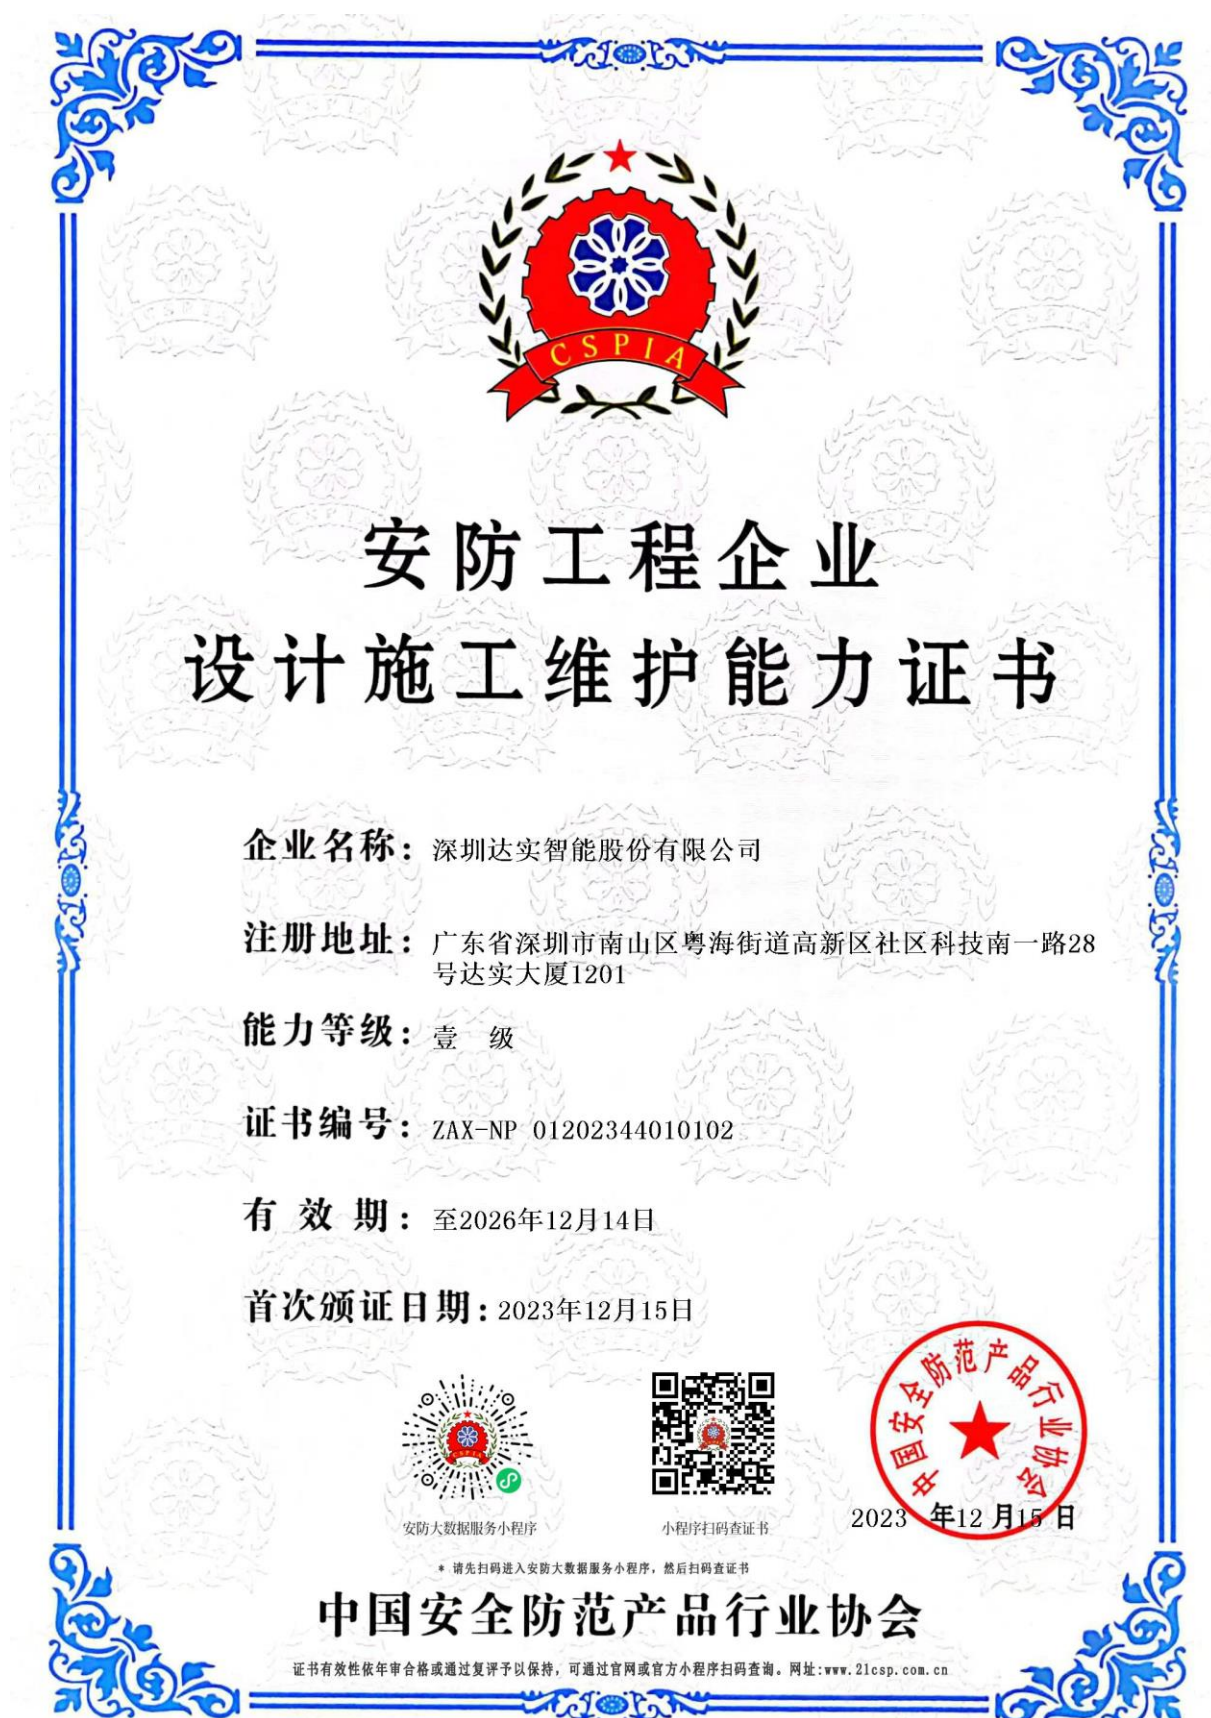 CSPIA
安防工程企业
设计施工维护能力证书
企业名称：深圳达实智能股份有限公司
注册地址：广东省深圳市南山区粤海街道高新区社区科技南一路28
号达实大厦1201
能力等级：壹 级
证书编号：ZAX-NP 01202344010102
有 效 期：至2026年12月14日
首次颁证日期：2023年12月15日
中国安全防范产品行业协会
2023 年12月15日
安防大数据服务小程序
小程序扫码查证书
* 请先扫码进入安防大数据服务小程序，然后扫码查证书
中国安全防范产品行业协会
证书有效性依年审合格或通过复评予以保持，可通过官网或官方小程序扫码查询。网址:www.21csp.com.cn